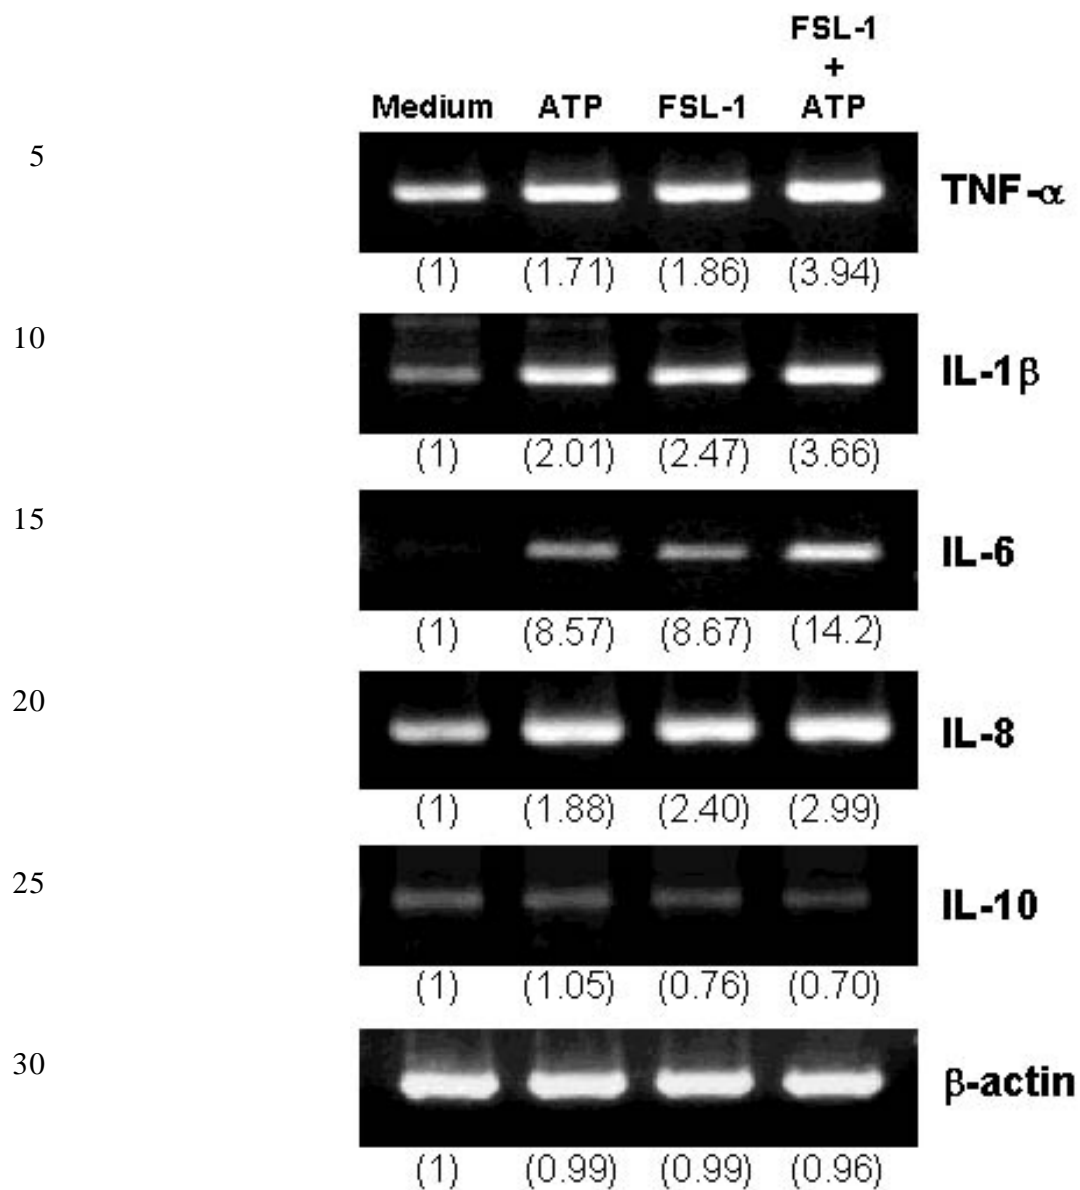 FSL-1
+
Medium ATP FSL-1 ATP
5
TNF-α
(1) (1.71) (1.86) (3.94)
10
IL-1β
(1) (2.01) (2.47) (3.66)
15
IL-6
(1) (8.57) (8.67) (14.2)
20
IL-8
(1) (1.88) (2.40) (2.99)
25
IL-10
(1) (1.05) (0.76) (0.70)
30
β-actin
(1) (0.99) (0.99) (0.96)